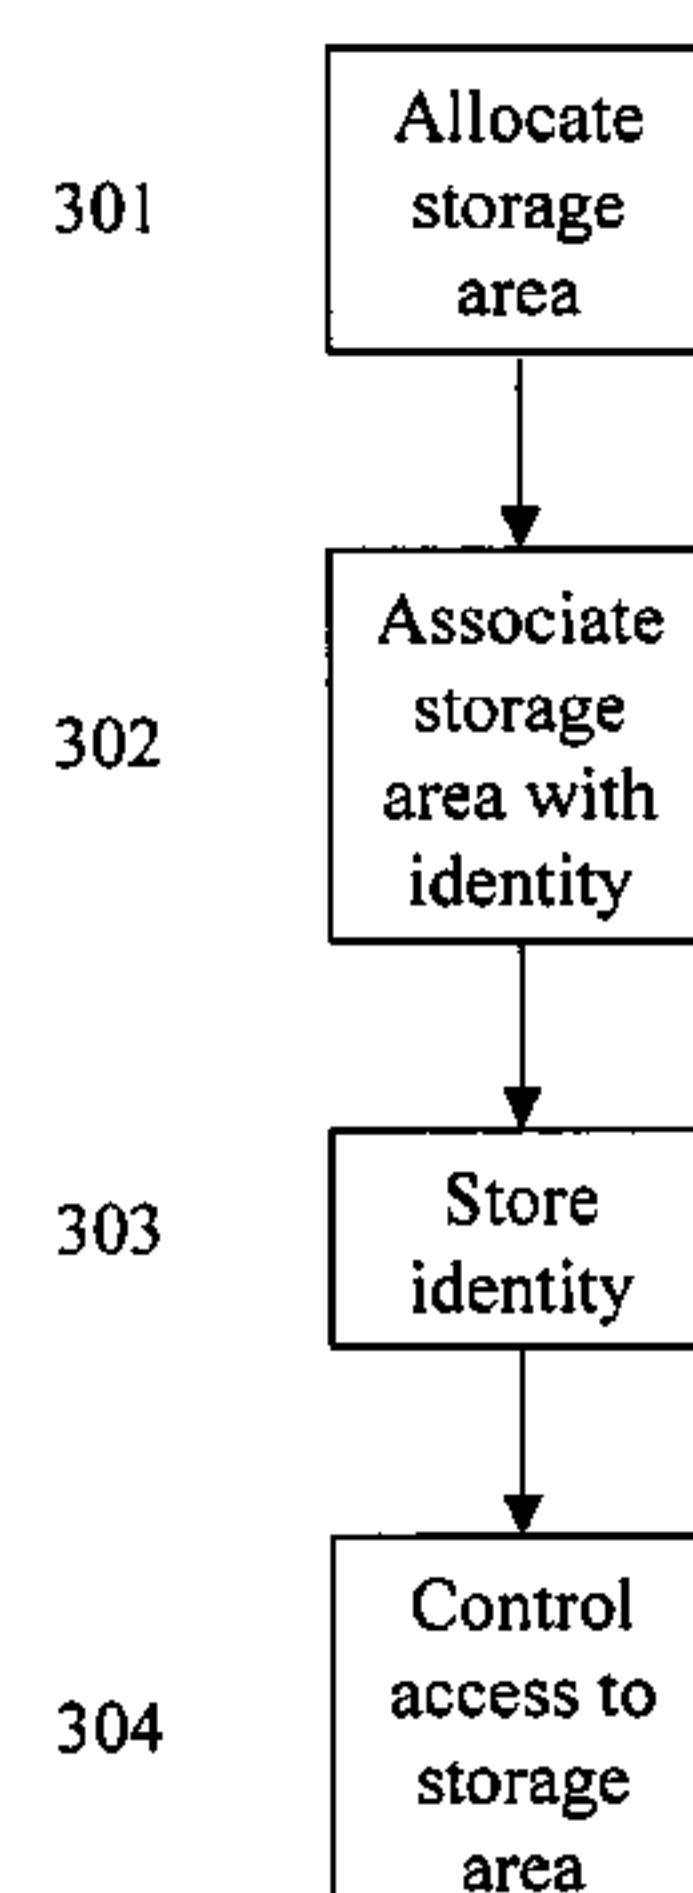 Allocate
storage
area
301
Associate
storage
area with
identity
302
Store
identity
303
Control
access to
storage
area
304